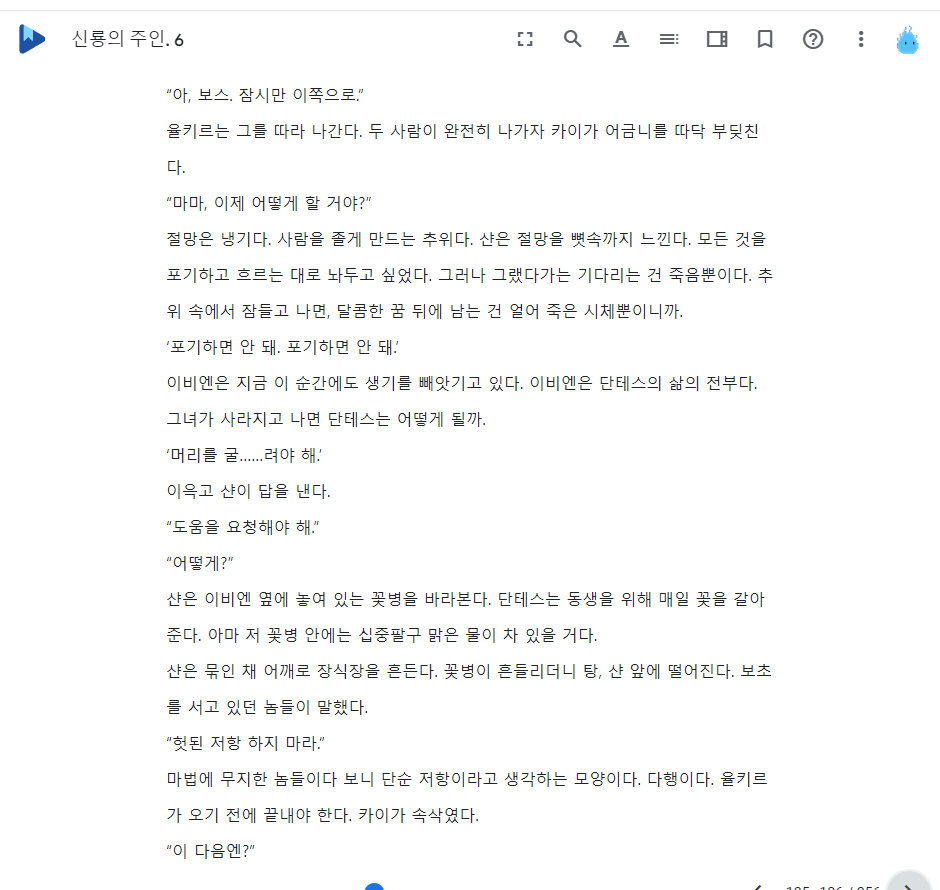 신룡의 주인. 6
“아, 보스. 잠시만 이쪽으로.”
율키르는 그를 따라 나간다. 두 사람이 완전히 나가자 카이가 어금니를 따닥 부딪친
다.
“마마, 이제 어떻게 할 거야?”
절망은 냉기다. 사람을 졸게 만드는 추위다. 샨은 절망을 뼛속까지 느낀다. 모든 것을
포기하고 흐르는 대로 놔두고 싶었다. 그러나 그랬다가는 기다리는 건 죽음뿐이다. 추
위 속에서 잠들고 나면, 달콤한 꿈 뒤에 남는 건 얼어 죽은 시체뿐이니까.
‘포기하면 안 돼. 포기하면 안 돼.’
이비엔은 지금 이 순간에도 생기를 빼앗기고 있다. 이비엔은 단테스의 삶의 전부다.
그녀가 사라지고 나면 단테스는 어떻게 될까.
‘머리를 굴……려야 해.’
이윽고 샨이 답을 낸다.
“도움을 요청해야 해.”
“어떻게?”
샨은 이비엔 옆에 놓여 있는 꽃병을 바라본다. 단테스는 동생을 위해 매일 꽃을 갈아
준다. 아마 저 꽃병 안에는 십중팔구 맑은 물이 차 있을 거다.
샨은 묶인 채 어깨로 장식장을 흔든다. 꽃병이 흔들리더니 탕, 샨 앞에 떨어진다. 보초
를 서고 있던 놈들이 말했다.
“헛된 저항 하지 마라.”
마법에 무지한 놈들이다 보니 단순 저항이라고 생각하는 모양이다. 다행이다. 율키르
가 오기 전에 끝내야 한다. 카이가 속삭였다.
“이 다음엔?”